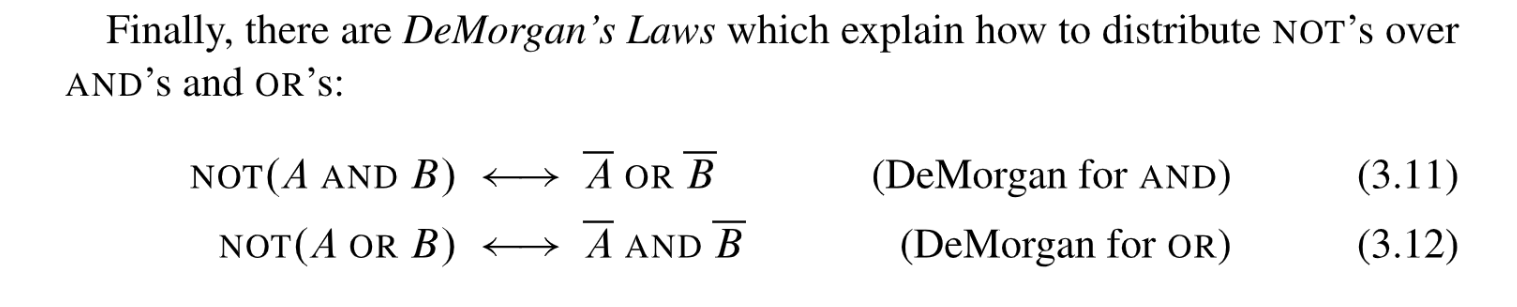 Finally, there are DeMorgan's Laws which explain how to distribute NOT's over
AND's and OR's:
NOT(A AND B) ⟷ A̅ OR B̅ (DeMorgan for AND) (3.11)
NOT(A OR B) ⟷ A̅ AND B̅ (DeMorgan for OR) (3.12)